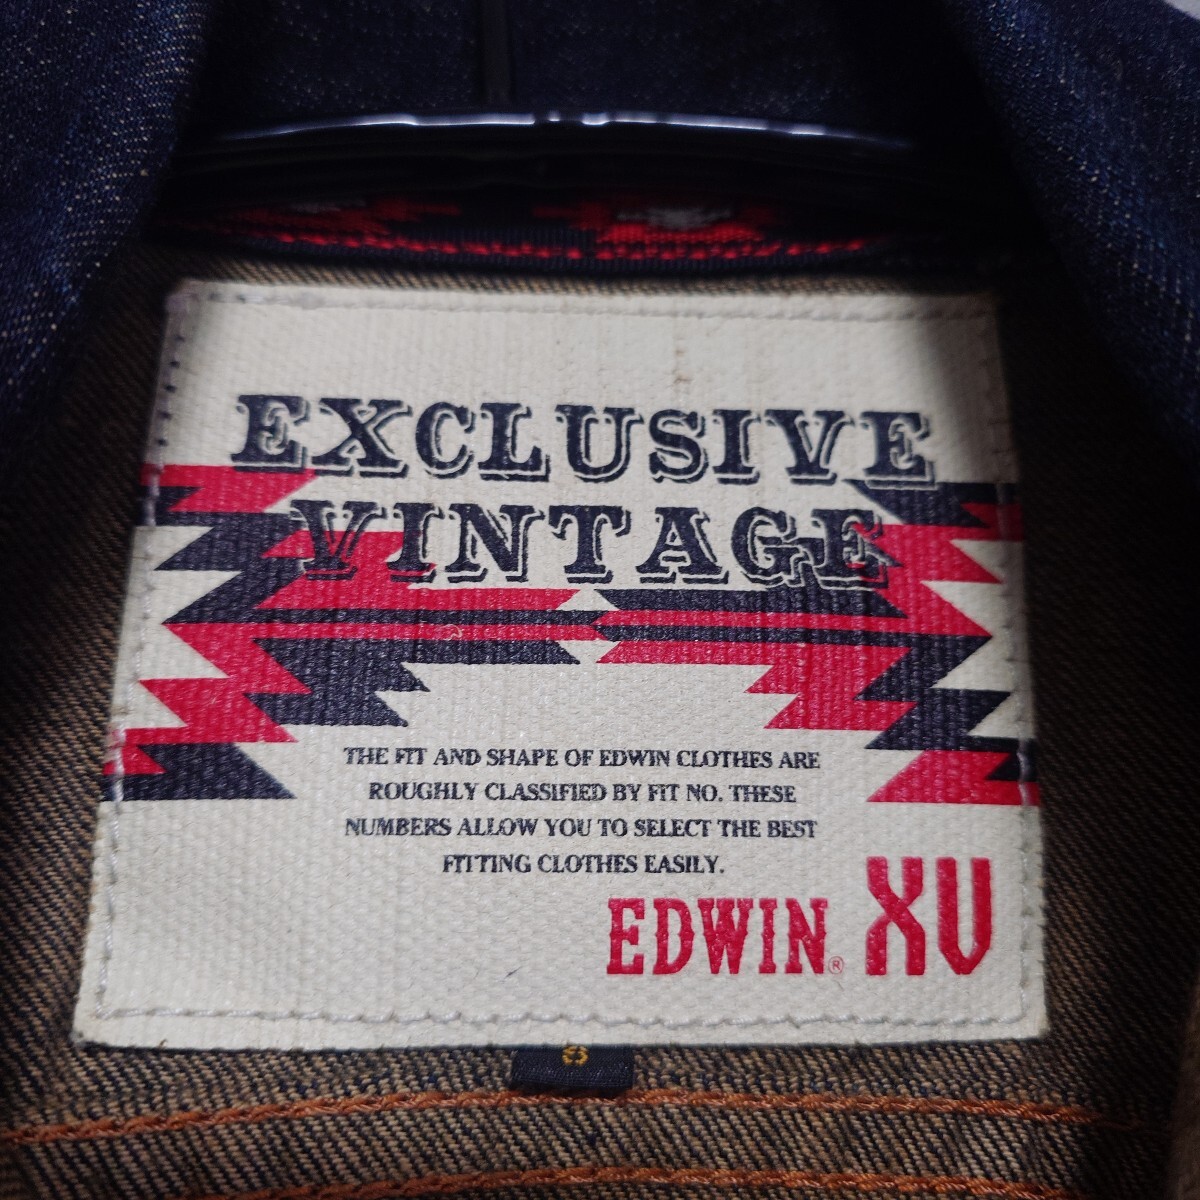 EXCLUSIVE
VINTAGE
THE FIT AND SHAPE OF EDWIN CLOTHES ARE
ROUGHLY CLASSIFIED BY FIT NO. THESE
NUMBERS ALLOW YOU TO SELECT THE BEST
FITTING CLOTHES EASILY.
EDWIN® XV